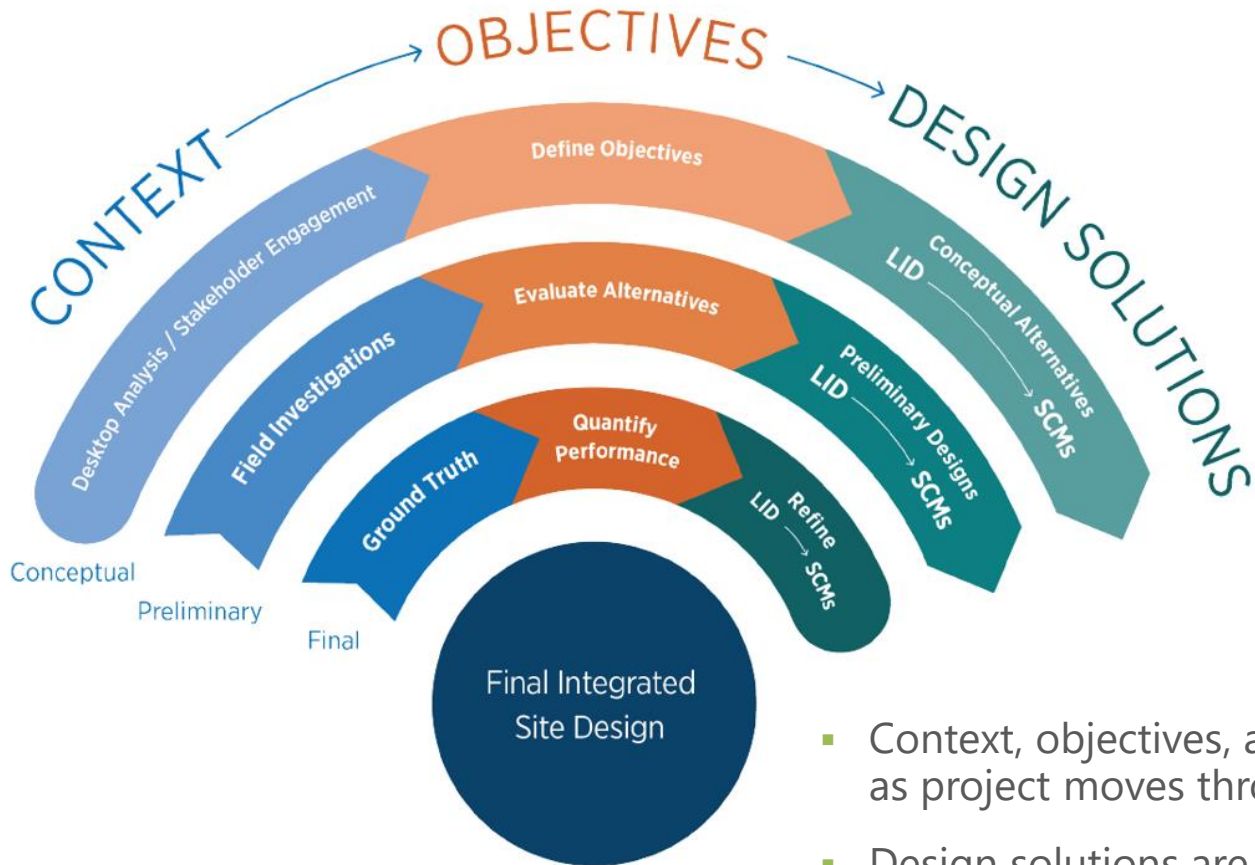 CONTEXT
OBJECTIVES
DESIGN SOLUTIONS
Desktop Analysis / Stakeholder Engagement
Define Objectives
Conceptual Alternatives
LID
SCMs
Field Investigations
Evaluate Alternatives
Preliminary Designs
LID
SCMs
Ground Truth
Quantify
Performance
Refine
LID
SCMs
Conceptual
Preliminary
Final
Final Integrated
Site Design
▪ Context, objectives, a
as project moves thro
▪ Design solutions are